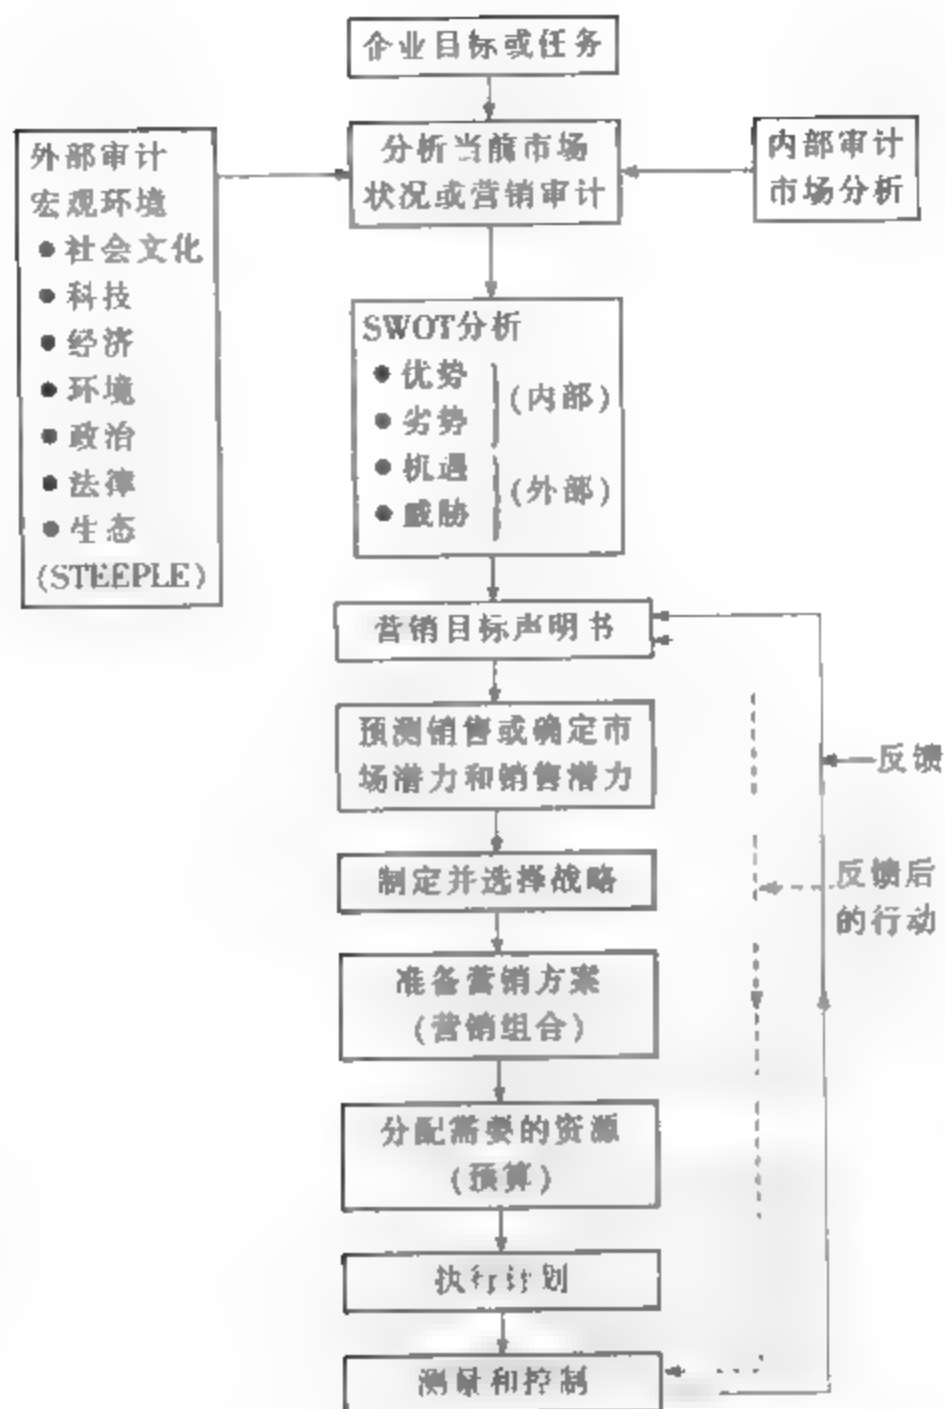 企业目标或任务
外部审计
宏观环境
●社会文化
●科技
●经济
●环境
●政治
●法律
●生态
(STEEPLE)
分析当前市场
状况或营销审计
内部审计
市场分析
SWOT分析
●优势
●劣势
(内部)
●机遇
●威胁
(外部)
营销目标声明书
预测销售或确定市
场潜力和销售潜力
反馈
制定并选择战略
反馈后
的行动
准备营销方案
(营销组合)
分配需要的资源
(预算)
执行计划
测量和控制